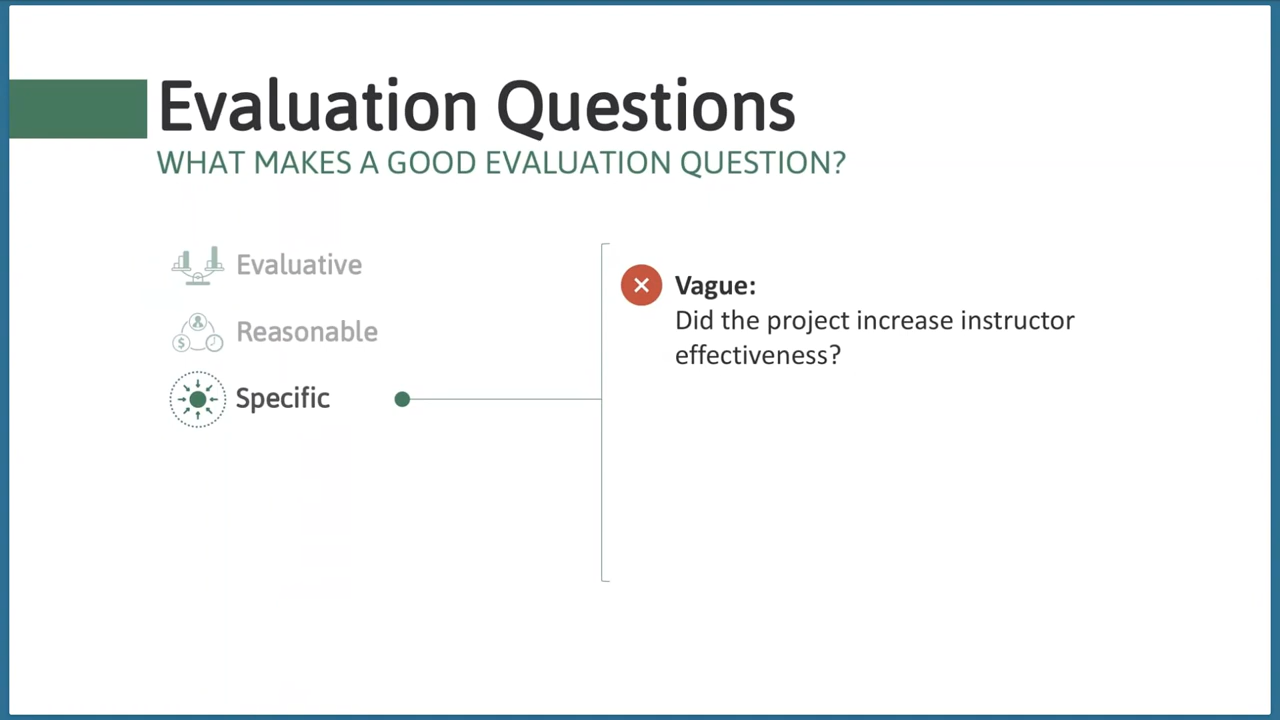 Evaluation Questions
WHAT MAKES A GOOD EVALUATION QUESTION?
Evaluative
Reasonable
Specific
Vague:
Did the project increase instructor
effectiveness?